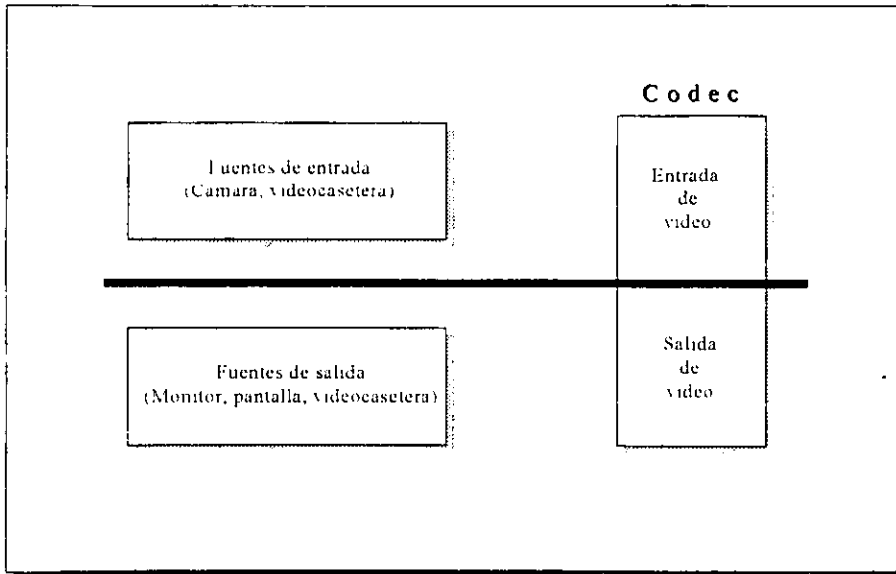 Codec
Fuentes de entrada
(Camara, videocasetera)
Entrada
de
video
Fuentes de salida
(Monitor, pantalla, videocasetera)
Salida
de
video